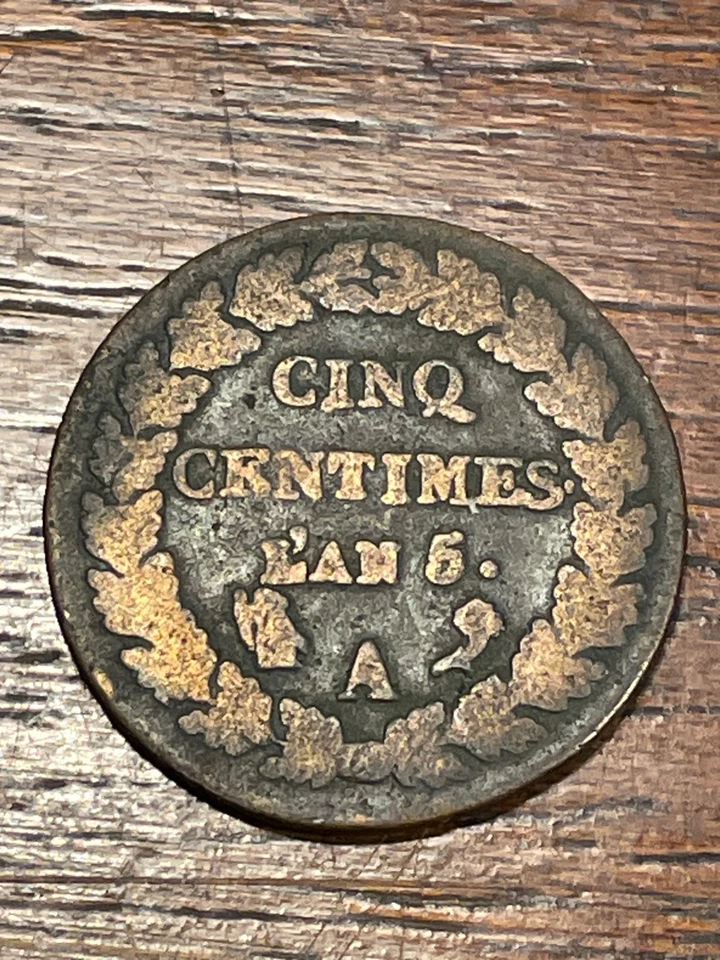 CINQ
CENTIMES.
L'AN 5.
A